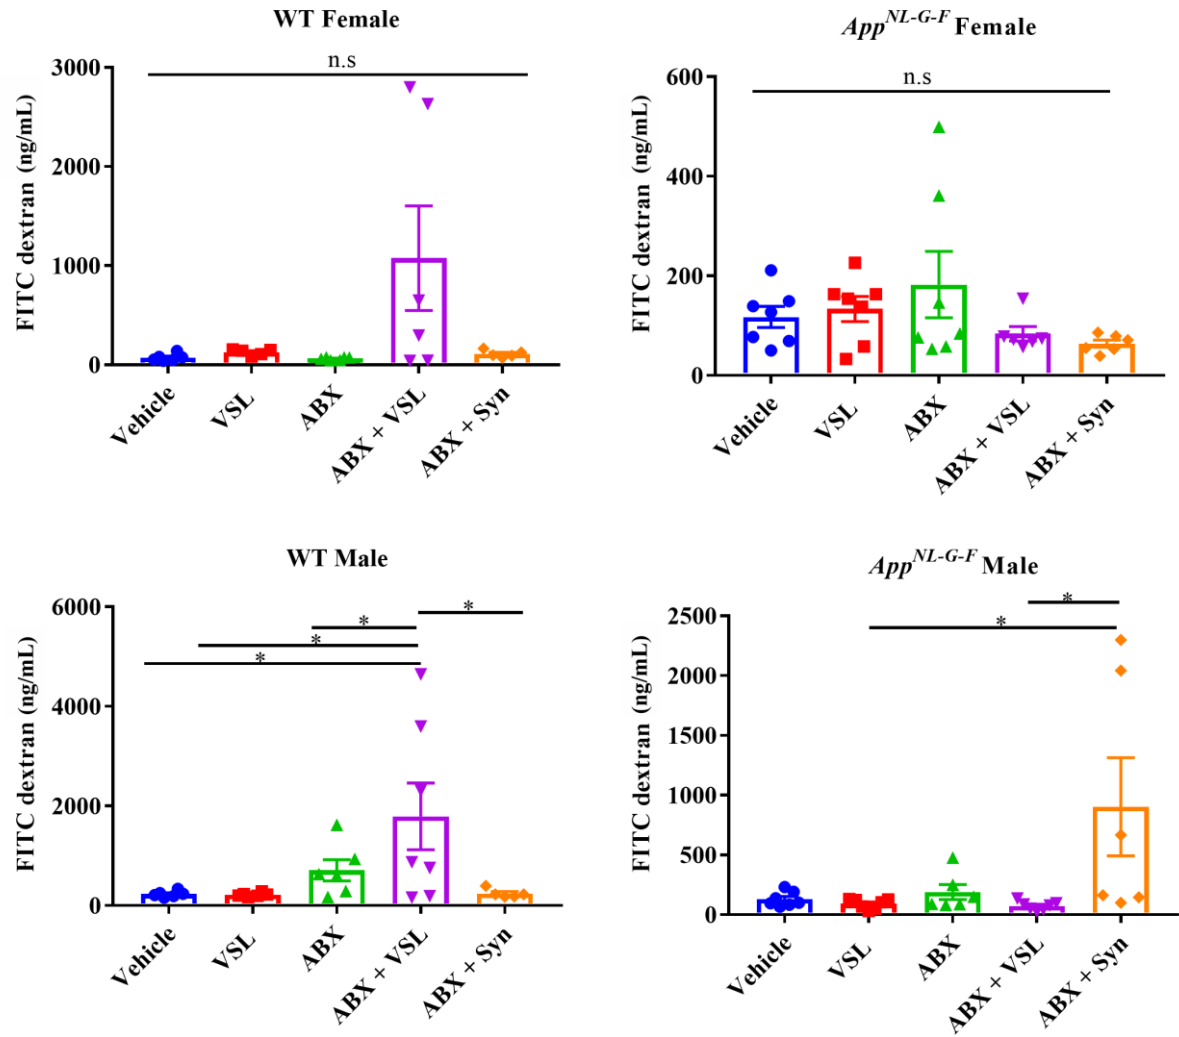 WT Female
n.s
FITC dextran (ng/mL)
3000
2000
1000
0
Vehicle
VSL
ABX
ABX + VSL
ABX + Syn
App^NL-G-F Female
n.s
FITC dextran (ng/mL)
600
400
200
0
Vehicle
VSL
ABX
ABX + VSL
ABX + Syn
WT Male
*
*
*
*
FITC dextran (ng/mL)
6000
4000
2000
0
Vehicle
VSL
ABX
ABX + VSL
ABX + Syn
App^NL-G-F Male
*
*
FITC dextran (ng/mL)
2500
2000
1500
1000
500
0
Vehicle
VSL
ABX
ABX + VSL
ABX + Syn